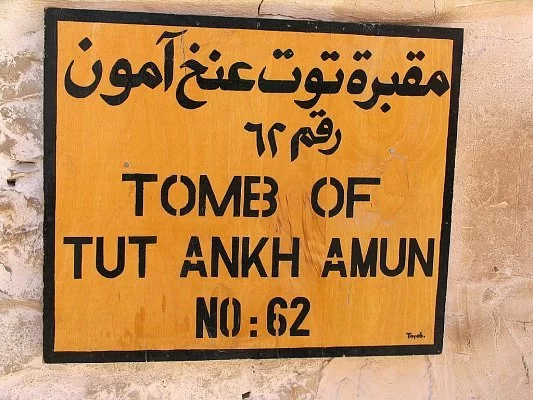 مقبرة توت عنخ آمون
رقم ٦٢
TOMB OF
TUT ANKH AMUN
NO: 62